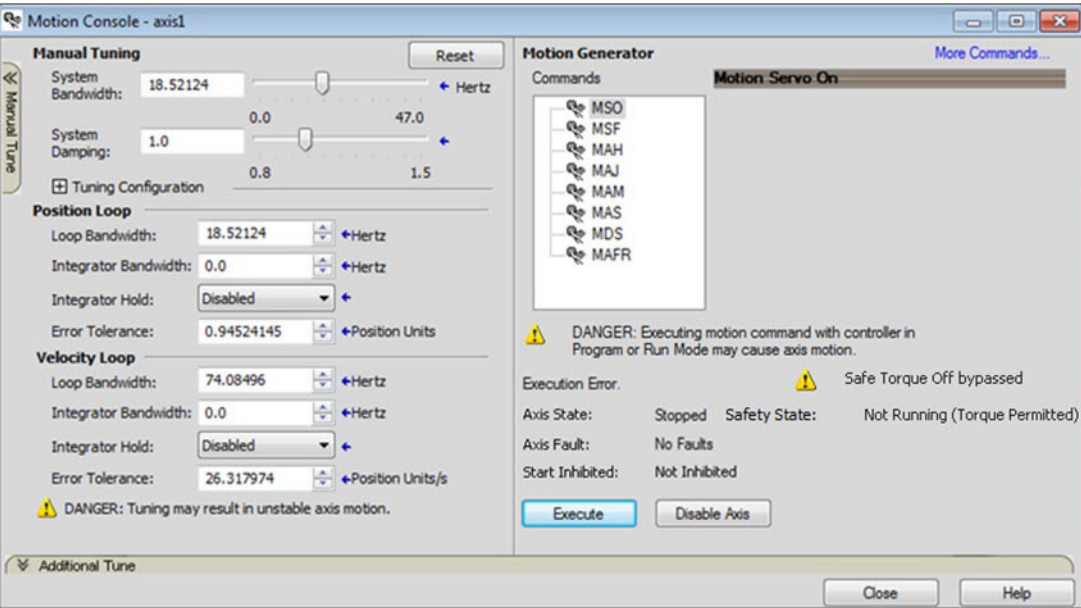 Motion Console - axis1
Manual Tune
Manual Tuning
Reset
System
Bandwidth:
18.52124
Hertz
0.0 47.0
System
Damping:
1.0
0.8 1.5
Tuning Configuration
Position Loop
Loop Bandwidth: 18.52124 Hertz
Integrator Bandwidth: 0.0 Hertz
Integrator Hold: Disabled
Error Tolerance: 0.94524145 Position Units
Velocity Loop
Loop Bandwidth: 74.08496 Hertz
Integrator Bandwidth: 0.0 Hertz
Integrator Hold: Disabled
Error Tolerance: 26.317974 Position Units/s
DANGER: Tuning may result in unstable axis motion.
Motion Generator
More Commands...
Commands
Motion Servo On
MSO
MSF
MAH
MAJ
MAM
MAS
MDS
MAFR
DANGER: Executing motion command with controller in
Program or Run Mode may cause axis motion.
Execution Error.
Safe Torque Off bypassed
Axis State: Stopped Safety State: Not Running (Torque Permitted)
Axis Fault: No Faults
Start Inhibited: Not Inhibited
Execute Disable Axis
Additional Tune
Close Help